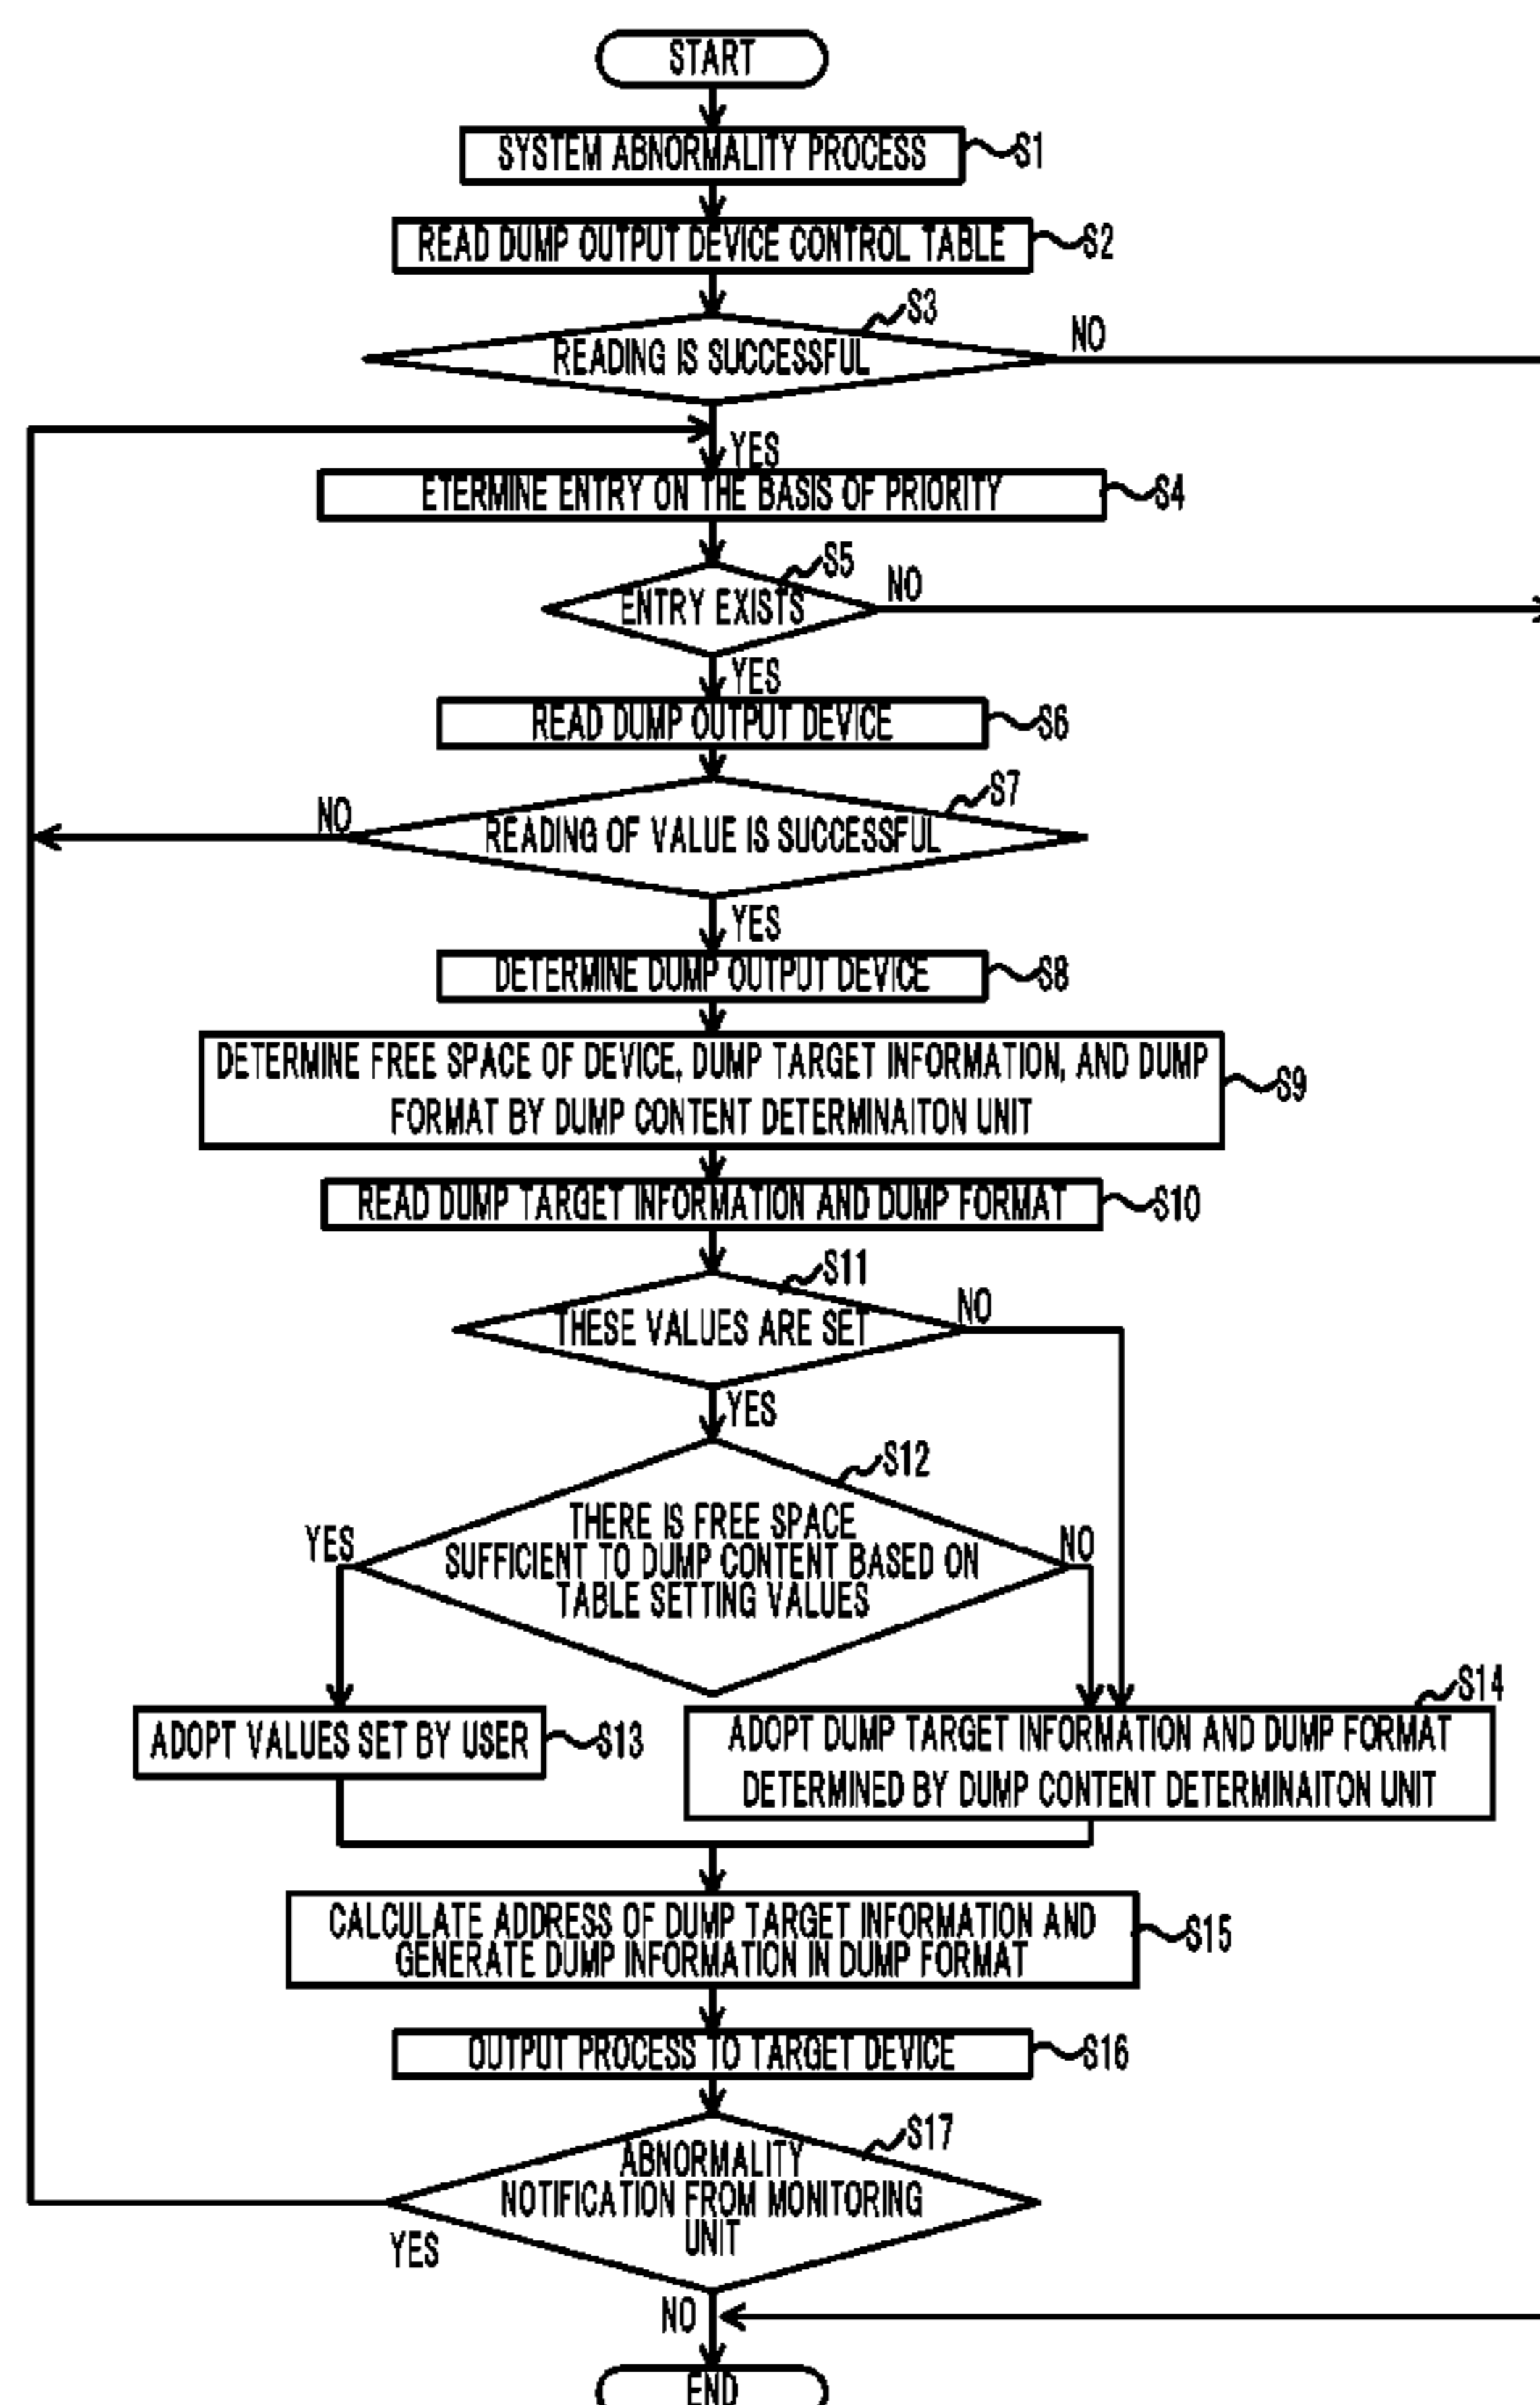 START
SYSTEM ABNORMALITY PROCESS
S1
READ DUMP OUTPUT DEVICE CONTROL TABLE
S2
S3
READING IS SUCCESSFUL
NO
YES
ETERMINE ENTRY ON THE BASIS OF PRIORITY
S4
S5
ENTRY EXISTS
NO
YES
READ DUMP OUTPUT DEVICE
S6
S7
NO
READING OF VALUE IS SUCCESSFUL
YES
DETERMINE DUMP OUTPUT DEVICE
S8
DETERMINE FREE SPACE OF DEVICE, DUMP TARGET INFORMATION, AND DUMP
FORMAT BY DUMP CONTENT DETERMINAITON UNIT
S9
READ DUMP TARGET INFORMATION AND DUMP FORMAT
S10
S11
THESE VALUES ARE SET
NO
YES
S12
THERE IS FREE SPACE
SUFFICIENT TO DUMP CONTENT BASED ON
TABLE SETTING VALUES
YES
NO
ADOPT VALUES SET BY USER
S13
S14
ADOPT DUMP TARGET INFORMATION AND DUMP FORMAT
DETERMINED BY DUMP CONTENT DETERMINAITON UNIT
CALCULATE ADDRESS OF DUMP TARGET INFORMATION AND
GENERATE DUMP INFORMATION IN DUMP FORMAT
S15
OUTPUT PROCESS TO TARGET DEVICE
S16
S17
ABNORMALITY
NOTIFICATION FROM MONITORING
UNIT
YES
NO
END